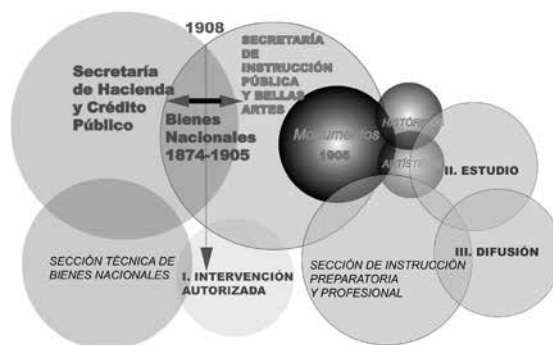 1908
SECRETARÍA
DE
INSTRUCCIÓN
PÚBLICA
Y BELLAS
ARTES
Secretaría
de Hacienda
y Crédito
Público
Bienes
Nacionales
1874-1905
Monumentos
1905
II. ESTUDIO
SECCIÓN TÉCNICA DE
BIENES NACIONALES
I. INTERVENCIÓN
AUTORIZADA
SECCIÓN DE INSTRUCCIÓN
PREPARATORIA
Y PROFESIONAL
III. DIFUSIÓN